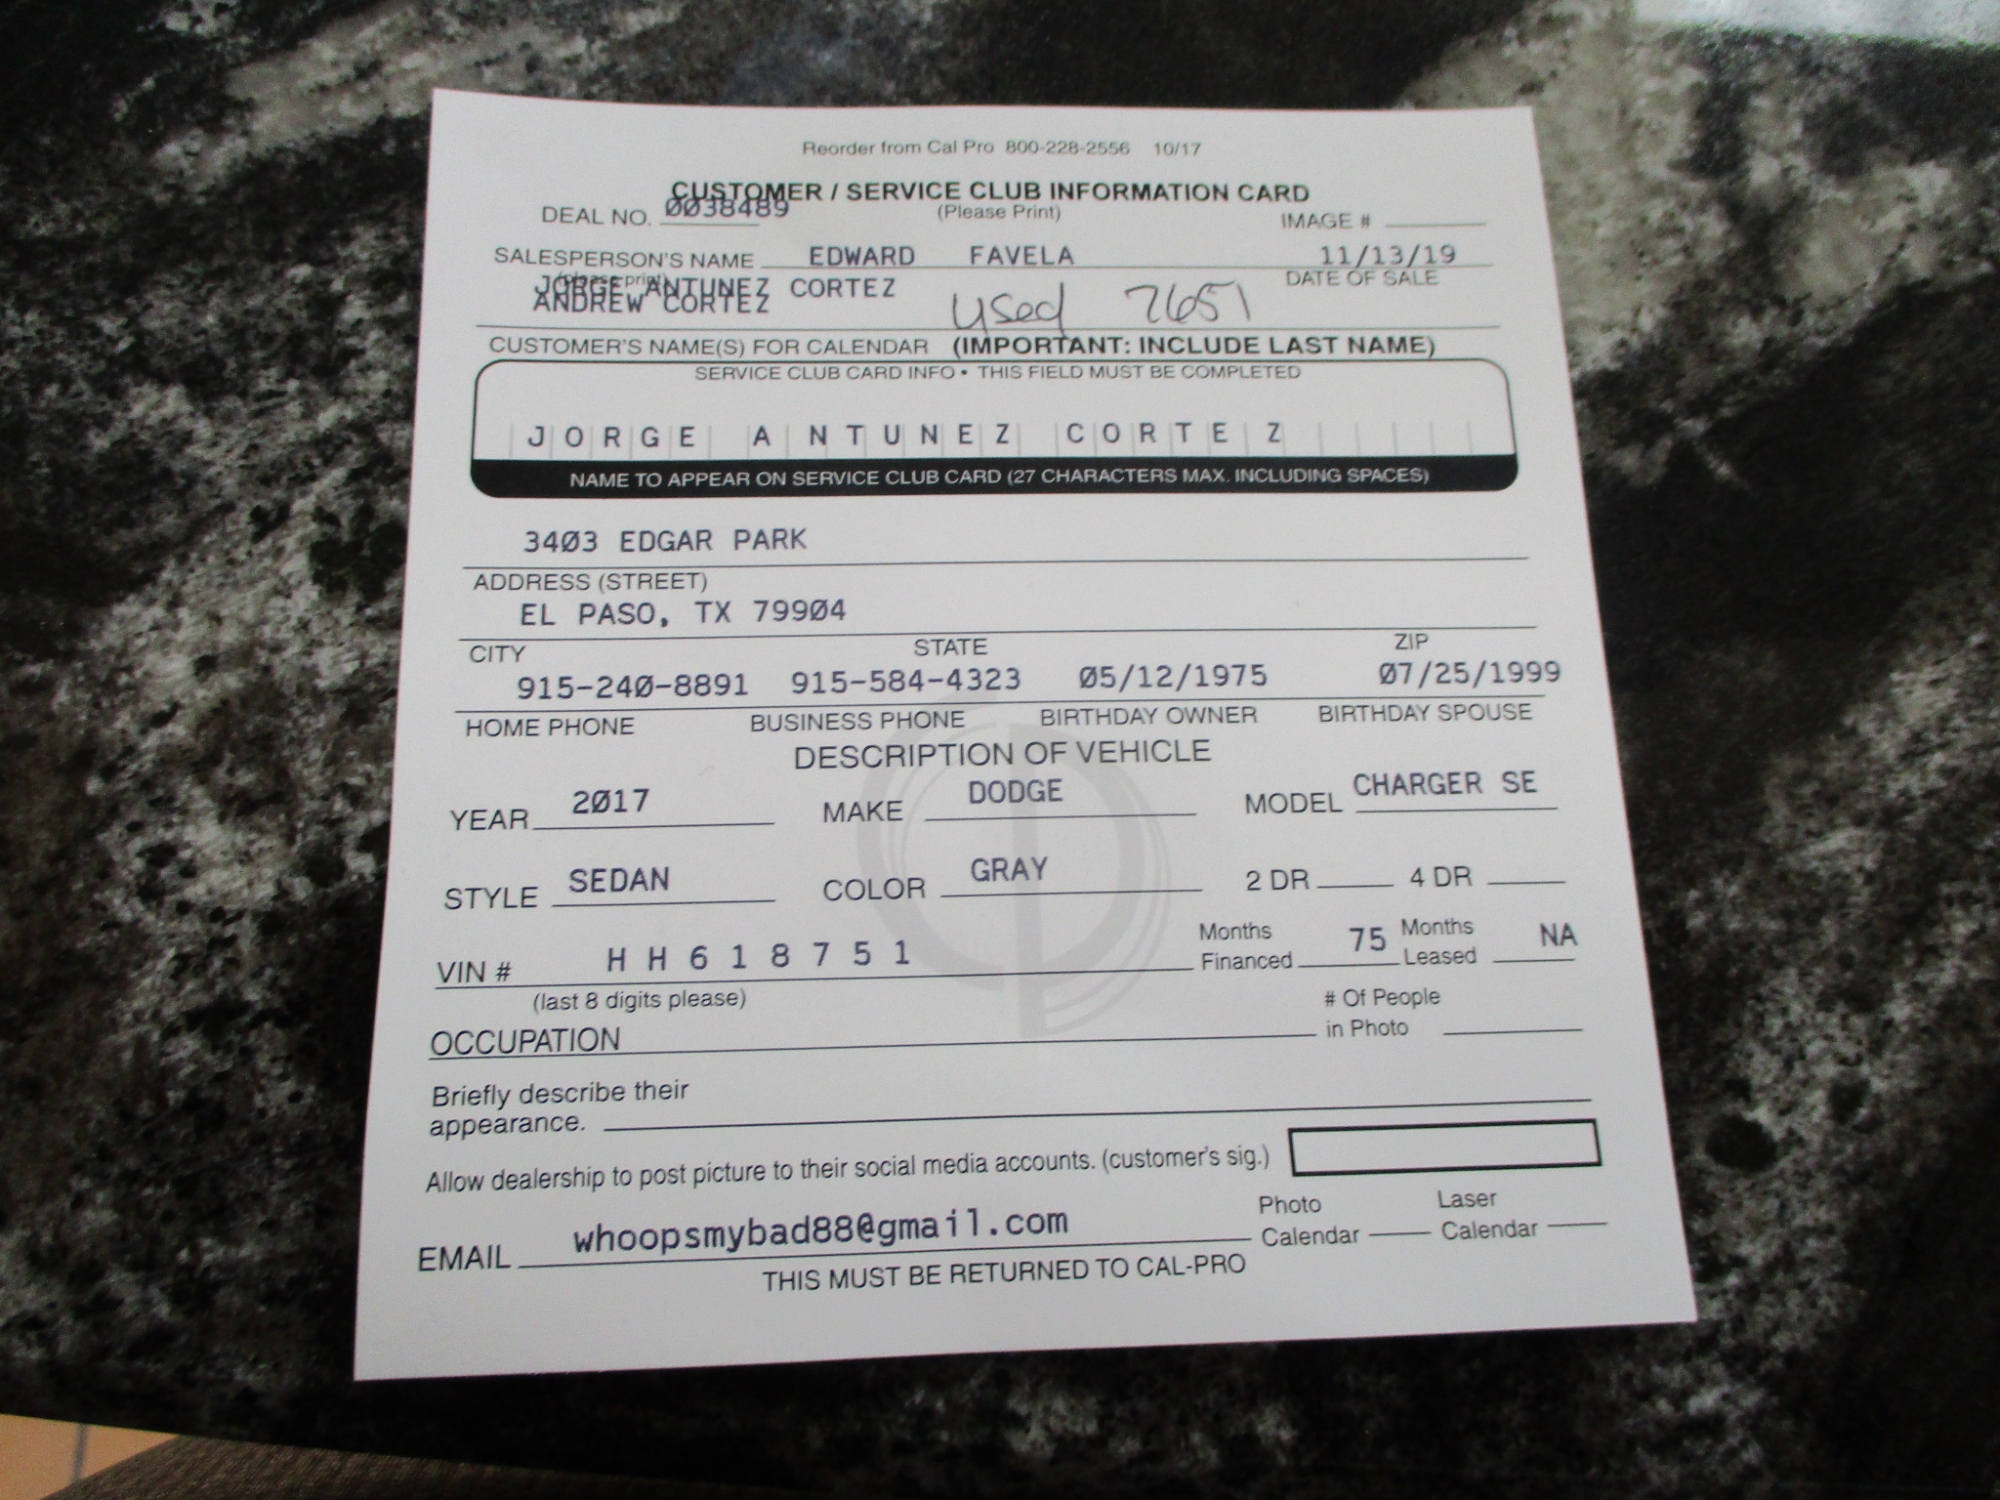 Reorder from Cal Pro 800-228-2556 10/17
CUSTOMER / SERVICE CLUB INFORMATION CARD
DEAL NO. 0038489 (Please Print) IMAGE #
SALESPERSON'S NAME EDWARD FAVELA 11/13/19
(please print) DATE OF SALE
JORGE ANTUNEZ CORTEZ
ANDREW CORTEZ used 7651
CUSTOMER'S NAME(S) FOR CALENDAR (IMPORTANT: INCLUDE LAST NAME)
SERVICE CLUB CARD INFO • THIS FIELD MUST BE COMPLETED
JORGE ANTUNEZ CORTEZ
NAME TO APPEAR ON SERVICE CLUB CARD (27 CHARACTERS MAX. INCLUDING SPACES)
3403 EDGAR PARK
ADDRESS (STREET)
EL PASO, TX 79904
CITY STATE ZIP
915-240-8891 915-584-4323 05/12/1975 07/25/1999
HOME PHONE BUSINESS PHONE BIRTHDAY OWNER BIRTHDAY SPOUSE
DESCRIPTION OF VEHICLE
YEAR 2017 MAKE DODGE MODEL CHARGER SE
STYLE SEDAN COLOR GRAY 2 DR 4 DR
VIN # HH618751 Months Financed 75 Months Leased NA
(last 8 digits please)
OCCUPATION # Of People in Photo
Briefly describe their
appearance.
Allow dealership to post picture to their social media accounts. (customer's sig.)
EMAIL whoopsmybad88@gmail.com Photo Calendar Laser Calendar
THIS MUST BE RETURNED TO CAL-PRO